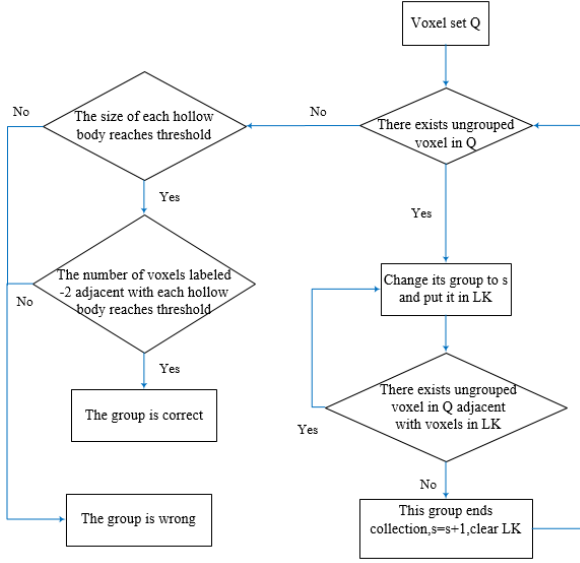 Voxel set Q
No
The size of each hollow
body reaches threshold
No
There exists ungrouped
voxel in Q
Yes
Yes
The number of voxels labeled
-2 adjacent with each hollow
body reaches threshold
No
Change its group to s
and put it in LK
Yes
The group is correct
There exists ungrouped
voxel in Q adjacent
with voxels in LK
Yes
No
The group is wrong
This group ends
collection,s=s+1,clear LK